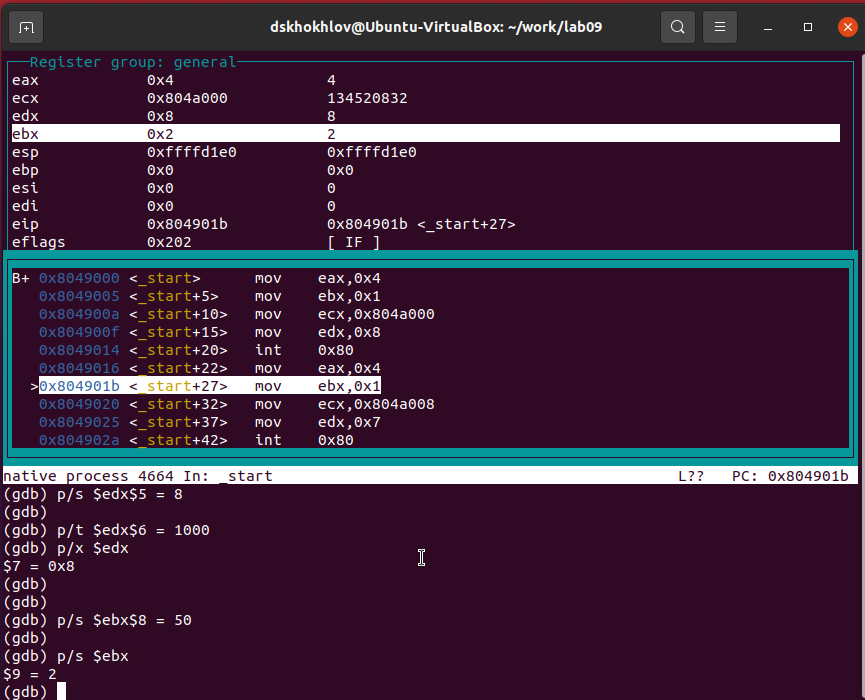 dskhokhlov@Ubuntu-VirtualBox: ~/work/lab09
Register group: general
eax 0x4 4
ecx 0x804a000 134520832
edx 0x8 8
ebx 0x2 2
esp 0xffffd1e0 0xffffd1e0
ebp 0x0 0x0
esi 0x0 0
edi 0x0 0
eip 0x804901b 0x804901b <_start+27>
eflags 0x202 [ IF ]
B+ 0x8049000 <_start> mov eax,0x4
0x8049005 <_start+5> mov ebx,0x1
0x804900a <_start+10> mov ecx,0x804a000
0x804900f <_start+15> mov edx,0x8
0x8049014 <_start+20> int 0x80
0x8049016 <_start+22> mov eax,0x4
>0x804901b <_start+27> mov ebx,0x1
0x8049020 <_start+32> mov ecx,0x804a008
0x8049025 <_start+37> mov edx,0x7
0x804902a <_start+42> int 0x80
native process 4664 In: _start L?? PC: 0x804901b
(gdb) p/s $edx$5 = 8
(gdb)
(gdb) p/t $edx$6 = 1000
(gdb) p/x $edx
$7 = 0x8
(gdb)
(gdb)
(gdb) p/s $ebx$8 = 50
(gdb)
(gdb) p/s $ebx
$9 = 2
(gdb)